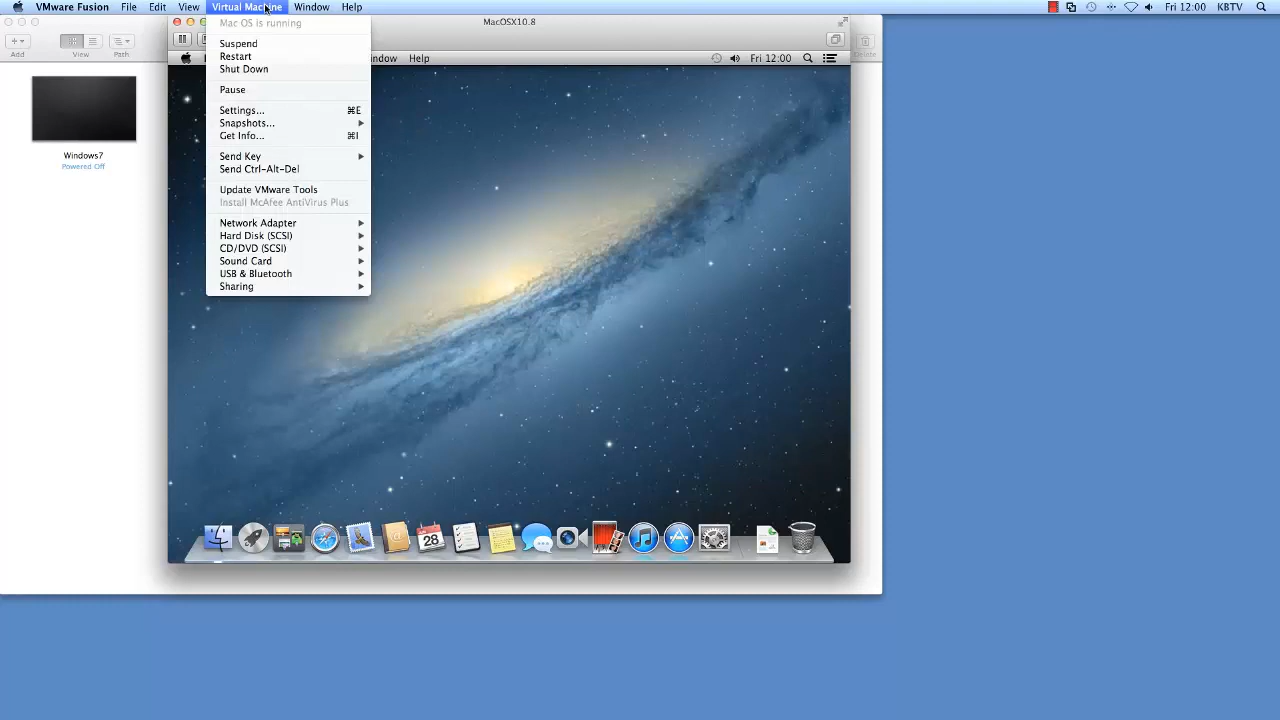 VMware Fusion File Edit View Virtual Machine Window Help Fri 12:00 KBTV
MacOSX10.8
Add View Path Delete
Mac OS is running
Suspend
Restart
Shut Down
Pause
Settings... ⌘E
Snapshots...
Get Info... ⌘I
Send Key
Send Ctrl-Alt-Del
Update VMware Tools
Install McAfee AntiVirus Plus
Network Adapter
Hard Disk (SCSI)
CD/DVD (SCSI)
Sound Card
USB & Bluetooth
Sharing
indow Help Fri 12:00
Windows7
Powered Off
28